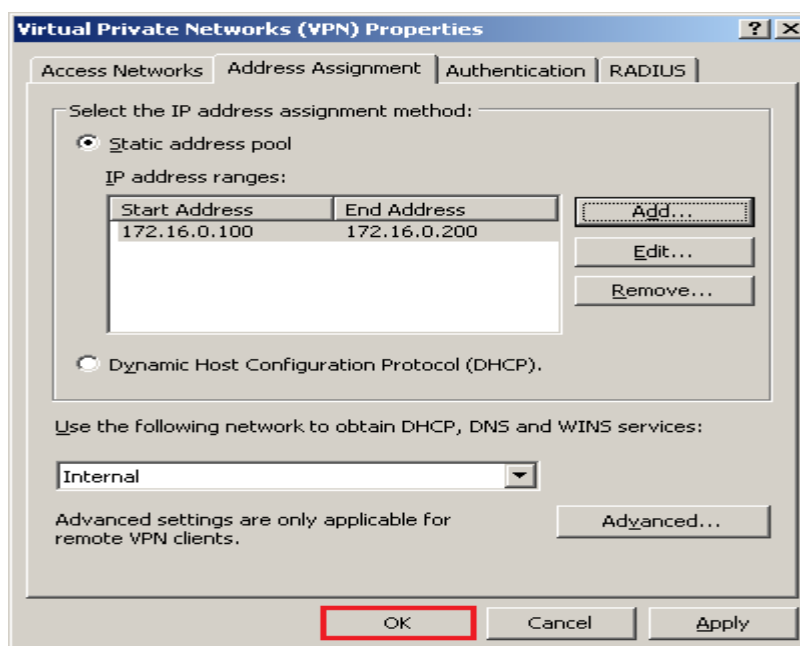 Virtual Private Networks (VPN) Properties
Access Networks Address Assignment Authentication RADIUS
Select the IP address assignment method:
Static address pool
IP address ranges:
Start Address End Address
172.16.0.100 172.16.0.200
Add...
Edit...
Remove...
Dynamic Host Configuration Protocol (DHCP).
Use the following network to obtain DHCP, DNS and WINS services:
Internal
Advanced settings are only applicable for
remote VPN clients.
Advanced...
OK Cancel Apply